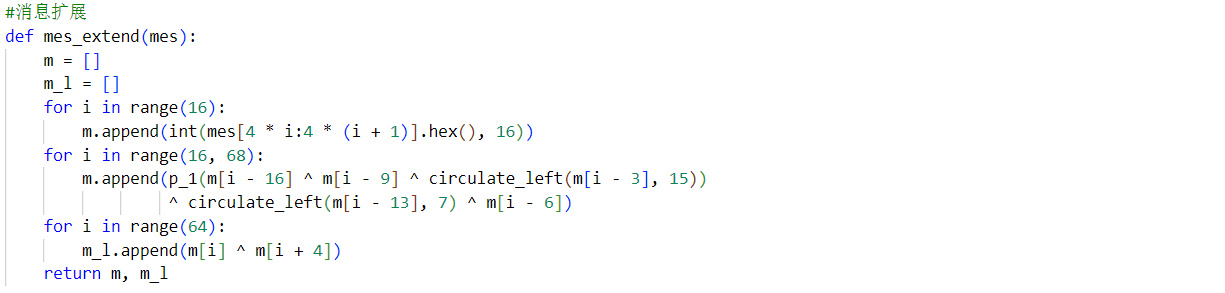 #消息扩展
def mes_extend(mes):
    m = []
    m_l = []
    for i in range(16):
        m.append(int(mes[4 * i:4 * (i + 1)].hex(), 16))
    for i in range(16, 68):
        m.append(p_1(m[i - 16] ^ m[i - 9] ^ circulate_left(m[i - 3], 15))
                 ^ circulate_left(m[i - 13], 7) ^ m[i - 6])
    for i in range(64):
        m_l.append(m[i] ^ m[i + 4])
    return m, m_l